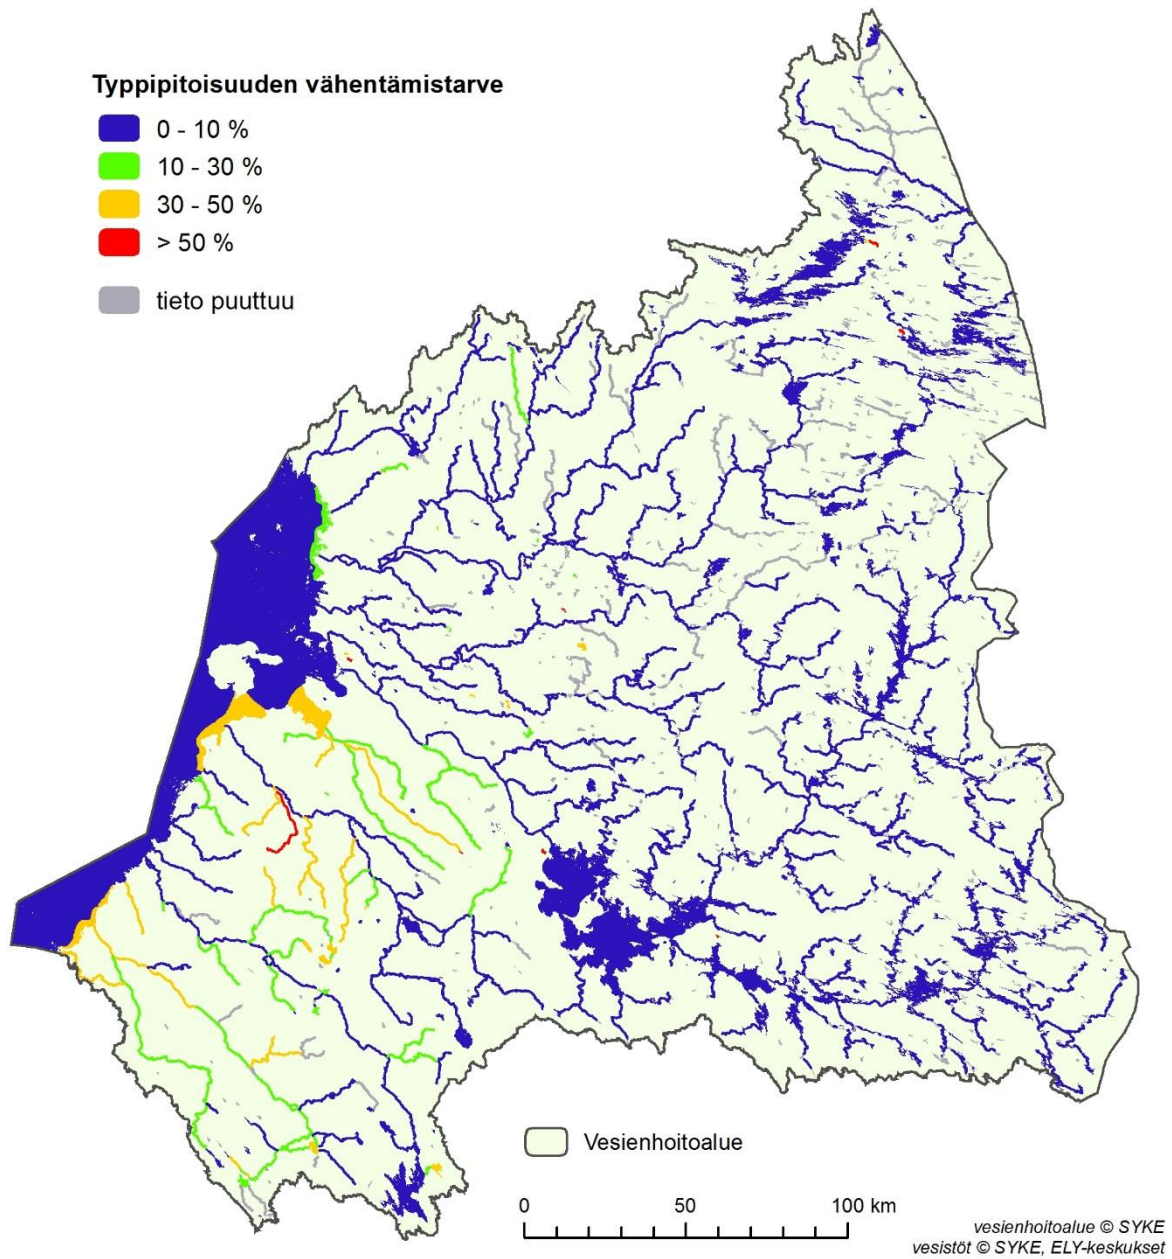 Typpipitoisuuden vähentämistarve
0 - 10 %
10 - 30 %
30 - 50 %
> 50 %
tieto puuttuu
Vesienhoitoalue
0 50 100 km
vesienhoitoalue © SYKE
vesistöt © SYKE, ELY-keskukset